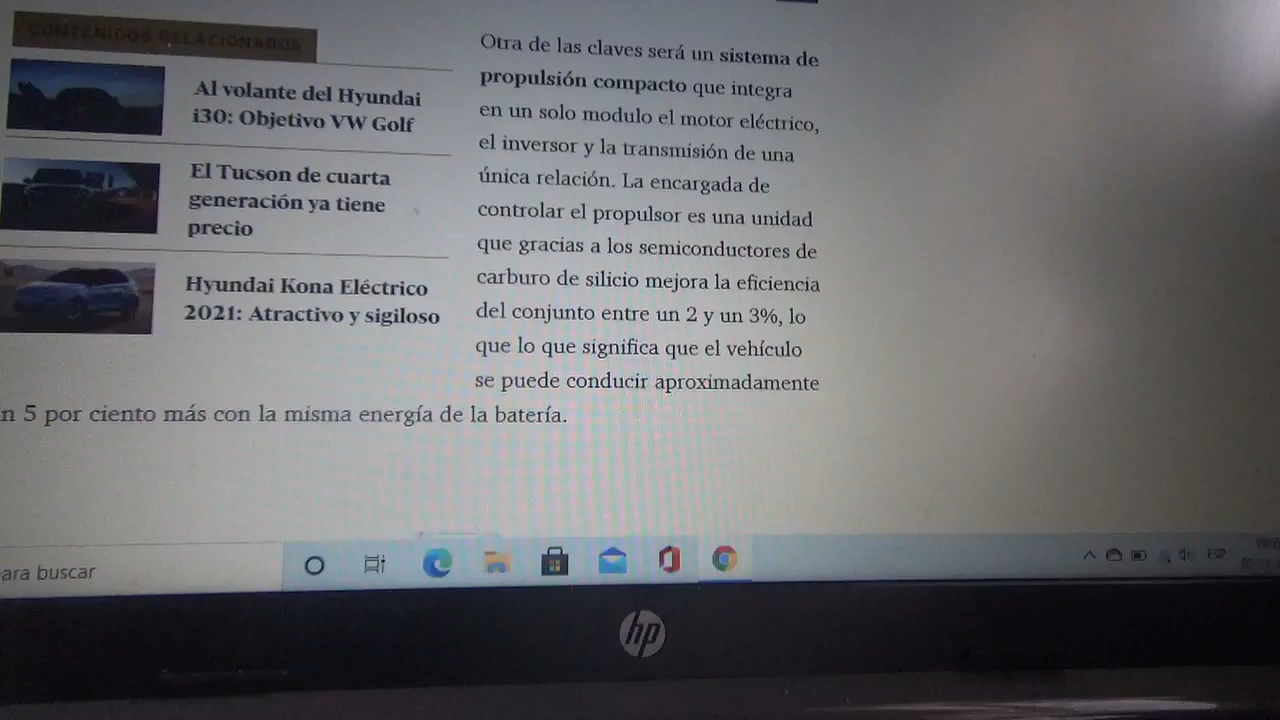 CONTENIDOS RELACIONADOS
Al volante del Hyundai
i30: Objetivo VW Golf
El Tucson de cuarta
generación ya tiene
precio
Hyundai Kona Eléctrico
2021: Atractivo y sigiloso
Otra de las claves será un sistema de
propulsión compacto que integra
en un solo modulo el motor eléctrico,
el inversor y la transmisión de una
única relación. La encargada de
controlar el propulsor es una unidad
que gracias a los semiconductores de
carburo de silicio mejora la eficiencia
del conjunto entre un 2 y un 3%, lo
que lo que significa que el vehículo
se puede conducir aproximadamente
n 5 por ciento más con la misma energía de la batería.
ara buscar
ESP
hp